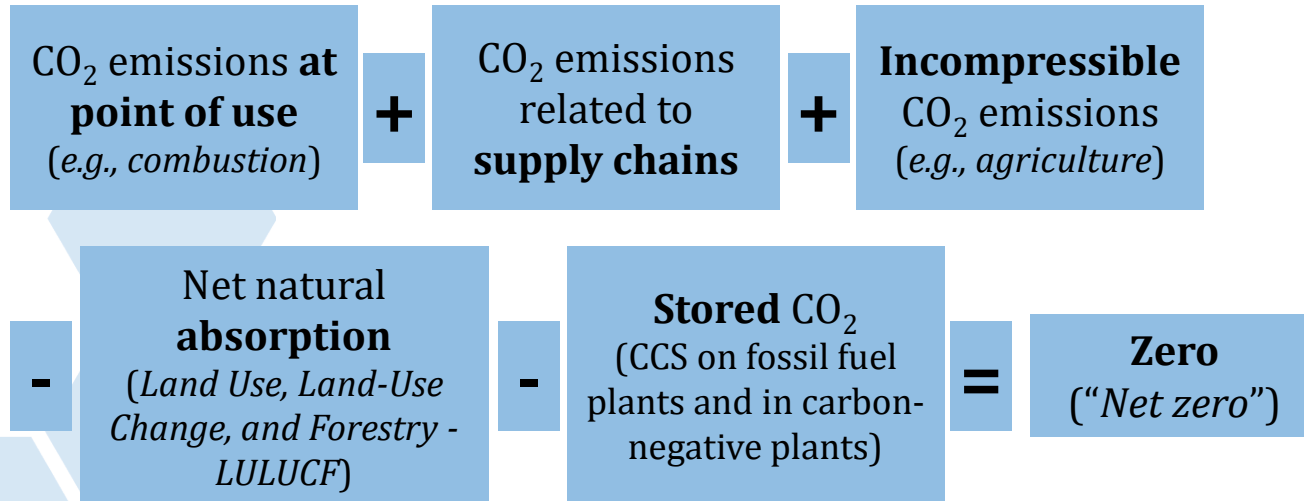 CO₂ emissions at
point of use
(e.g., combustion)
+
CO₂ emissions
related to
supply chains
+
Incompressible
CO₂ emissions
(e.g., agriculture)
-
Net natural
absorption
(Land Use, Land-Use
Change, and Forestry -
LULUCF)
-
Stored CO₂
(CCS on fossil fuel
plants and in carbon-
negative plants)
=
Zero
(“Net zero”)